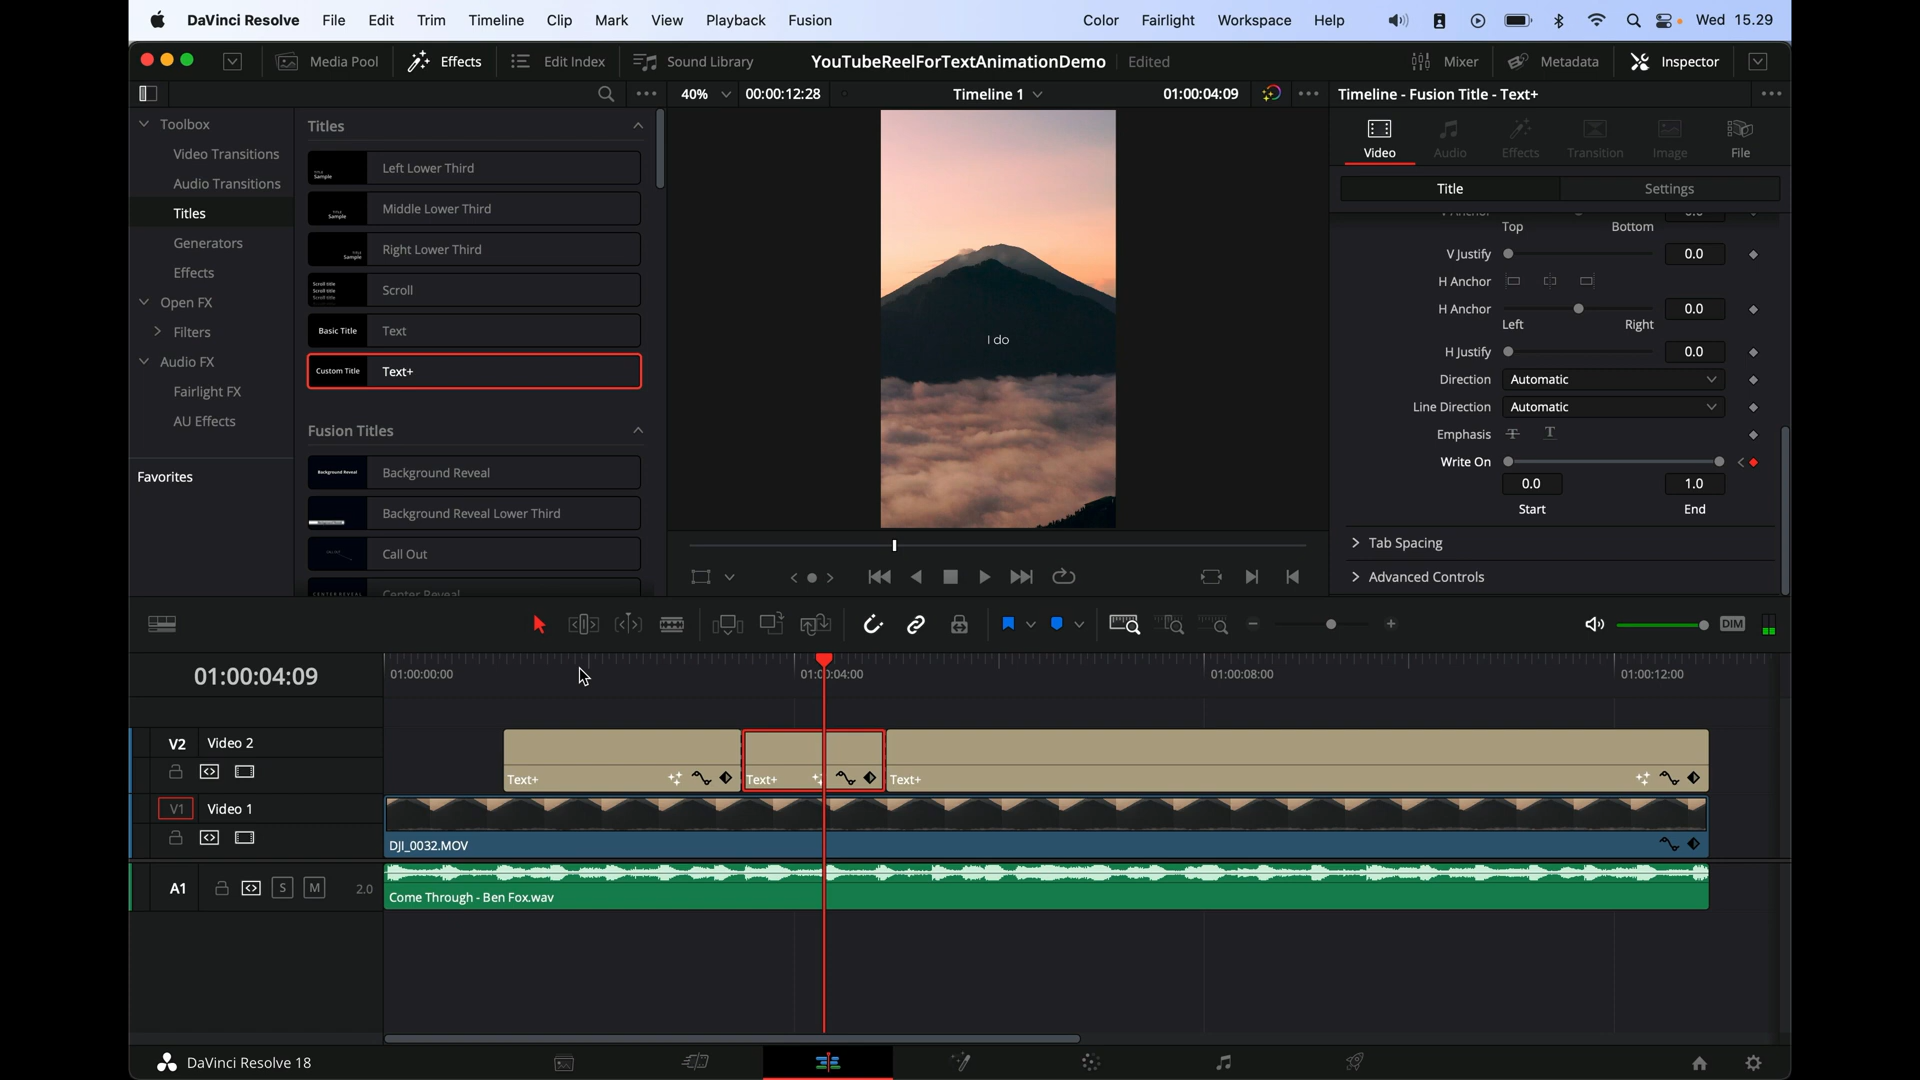 DaVinci Resolve File Edit Trim Timeline Clip Mark View Playback Fusion Color Fairlight Workspace Help Wed 15.29
Media Pool Effects Edit Index Sound Library YouTubeReelForTextAnimationDemo Edited Mixer Metadata Inspector
40% 00:00:12:28 Timeline 1 01:00:04:09 Timeline - Fusion Title - Text+
Toolbox
Video Transitions
Audio Transitions
Titles
Generators
Effects
Open FX
Filters
Audio FX
Fairlight FX
AU Effects
Favorites
Titles
Left Lower Third
Middle Lower Third
Right Lower Third
Scroll
Basic Title Text
Custom Title Text+
Fusion Titles
Background Reveal Background Reveal
Background Reveal Lower Third
Call Out
Center Reveal
I do
Video Audio Effects Transition Image File
Title Settings
V Anchor 0.0
Top Bottom
V Justify 0.0
H Anchor
H Anchor 0.0
Left Right
H Justify 0.0
Direction Automatic
Line Direction Automatic
Emphasis
Write On
0.0 1.0
Start End
Tab Spacing
Advanced Controls
DIM
01:00:04:09 01:00:00:00 01:00:04:00 01:00:08:00 01:00:12:00
V2 Video 2
Text+ Text+ Text+
V1 Video 1
DJI_0032.MOV
A1 S M 2.0
Come Through - Ben Fox.wav
DaVinci Resolve 18